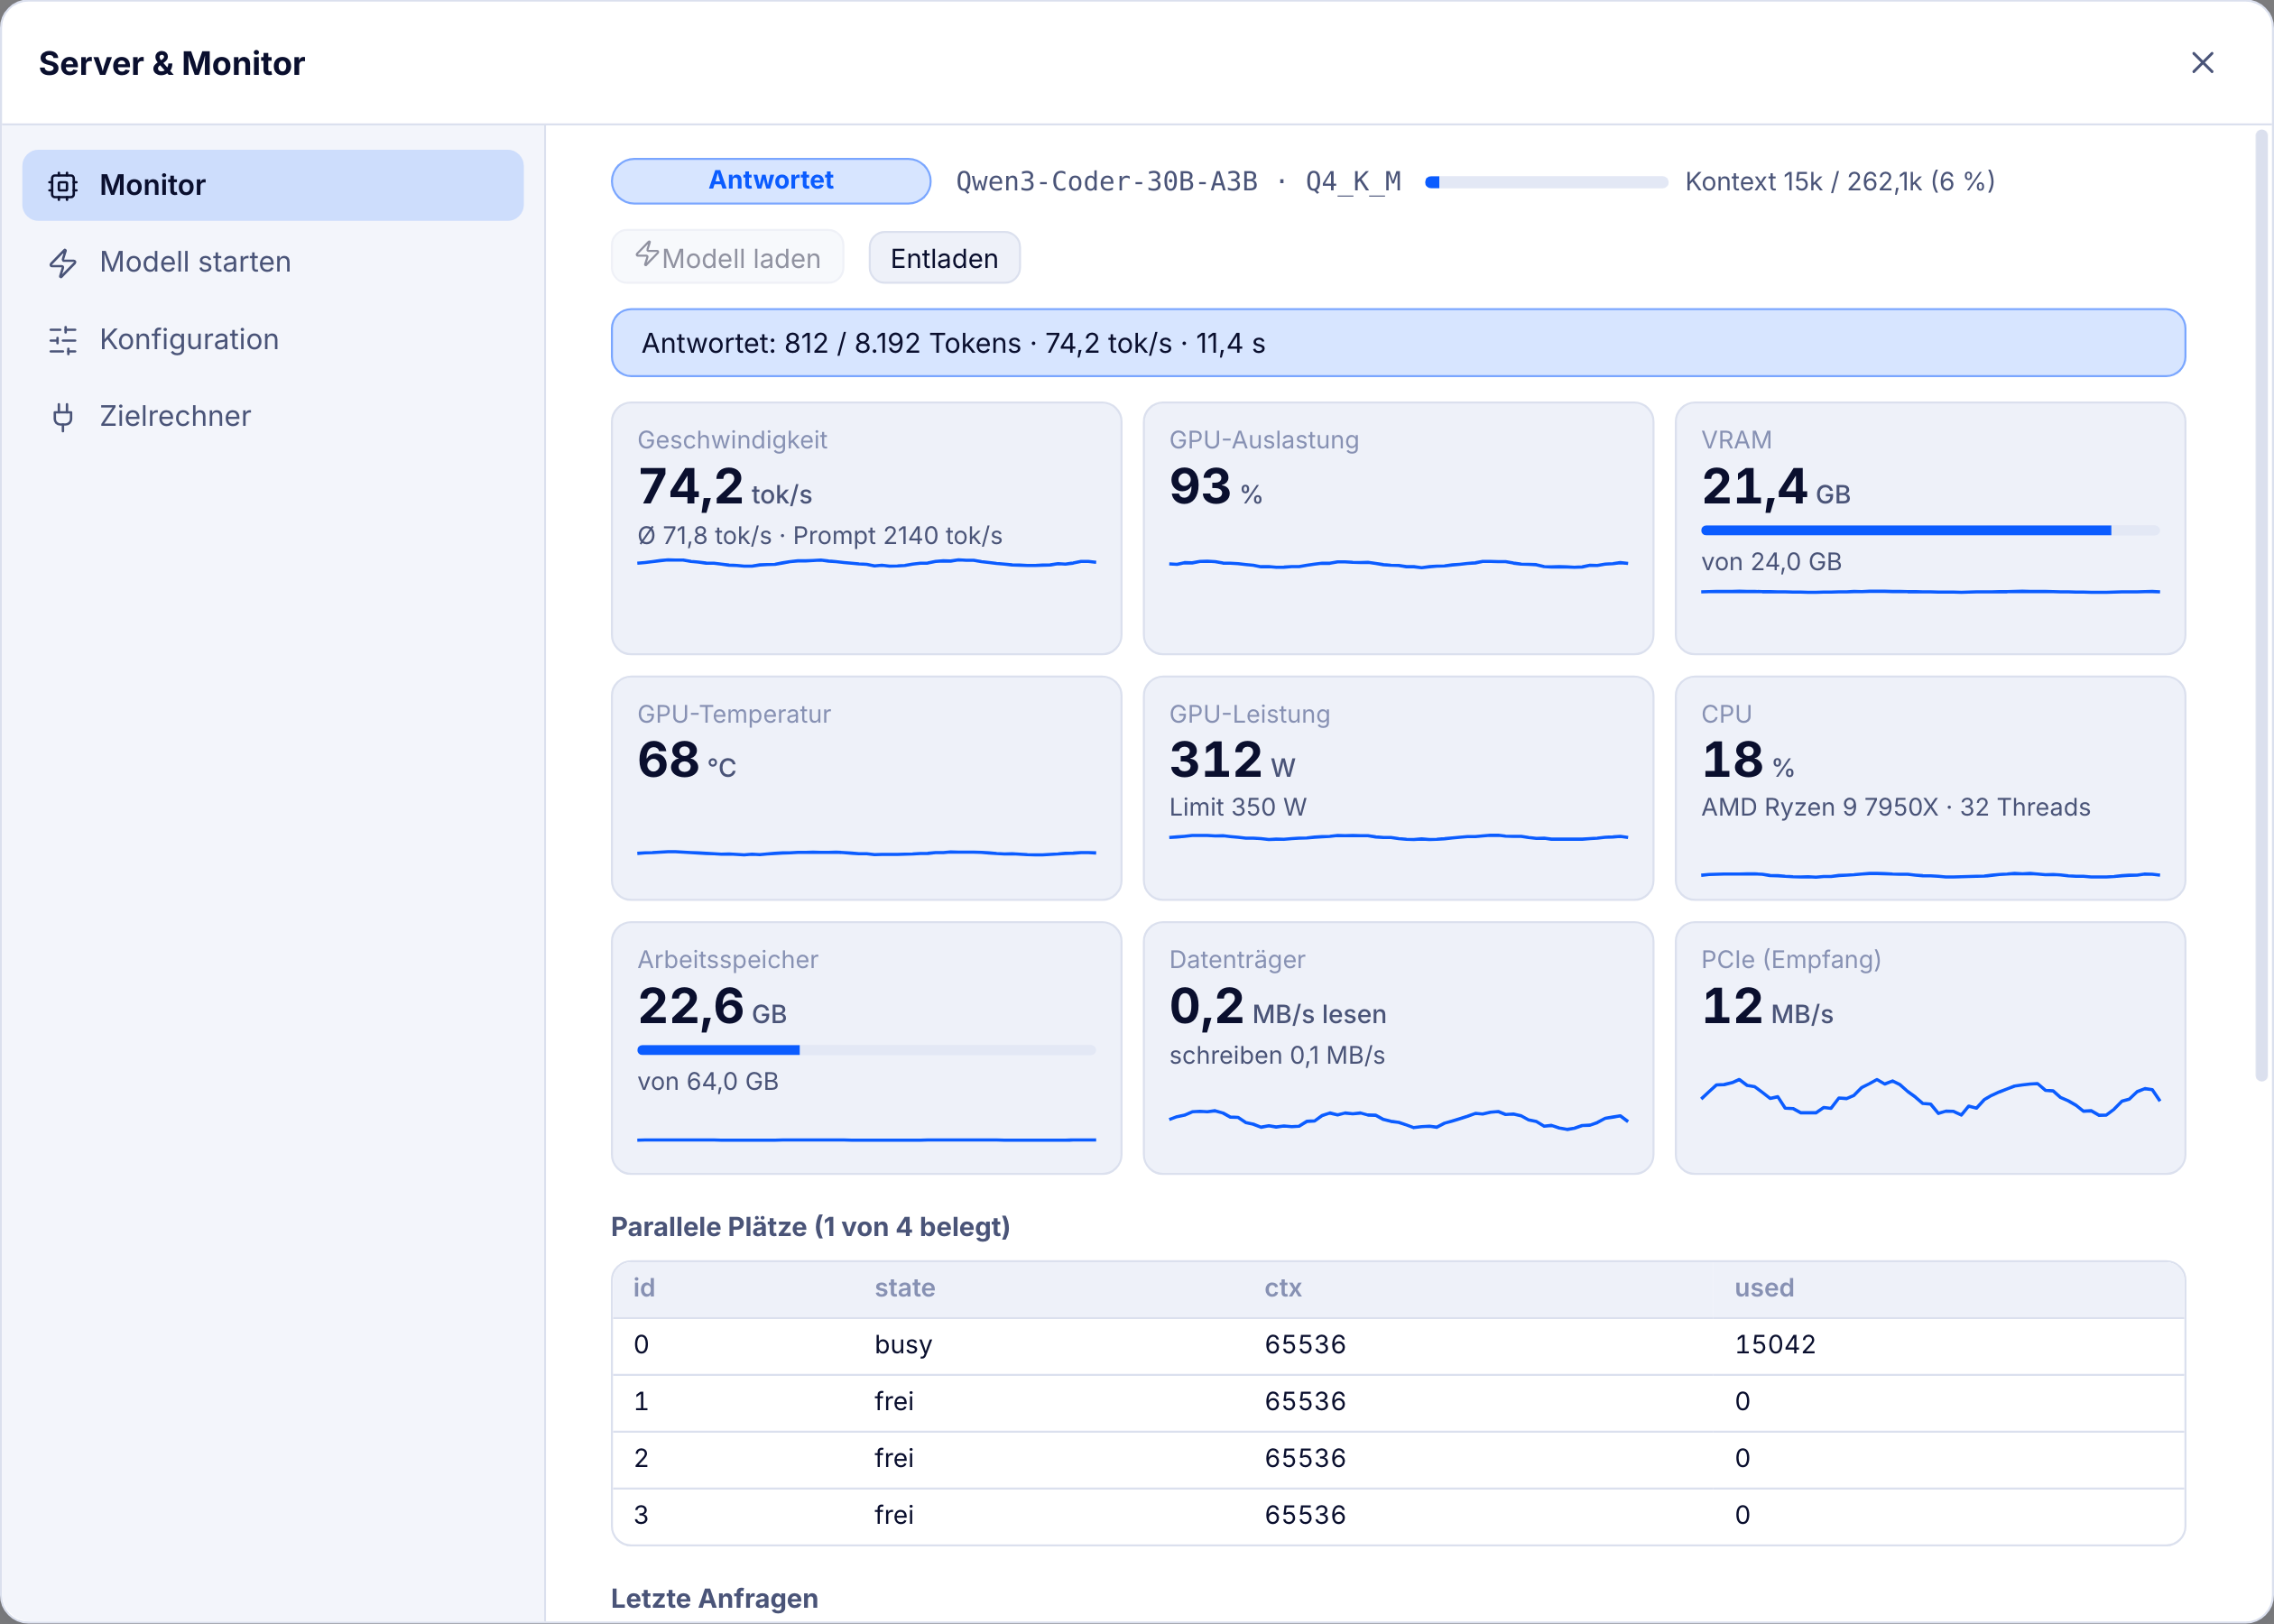 Server & Monitor
Monitor
Modell starten
Konfiguration
Zielrechner
Antwortet
Qwen3-Coder-30B-A3B · Q4_K_M
Kontext 15k / 262,1k (6 %)
Modell laden
Entladen
Antwortet: 812 / 8.192 Tokens · 74,2 tok/s · 11,4 s
Geschwindigkeit
74,2 tok/s
Ø 71,8 tok/s · Prompt 2140 tok/s
GPU-Auslastung
93 %
VRAM
21,4 GB
von 24,0 GB
GPU-Temperatur
68 °C
GPU-Leistung
312 W
Limit 350 W
CPU
18 %
AMD Ryzen 9 7950X · 32 Threads
Arbeitsspeicher
22,6 GB
von 64,0 GB
Datenträger
0,2 MB/s lesen
schreiben 0,1 MB/s
PCIe (Empfang)
12 MB/s
Parallele Plätze (1 von 4 belegt)
id state ctx used
0 busy 65536 15042
1 frei 65536 0
2 frei 65536 0
3 frei 65536 0
Letzte Anfragen